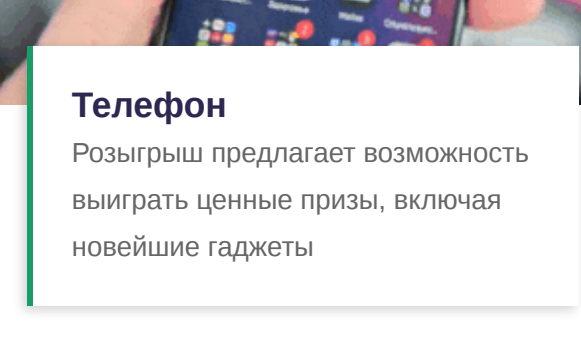 Телефон
Розыгрыш предлагает возможность
выиграть ценные призы, включая
новейшие гаджеты